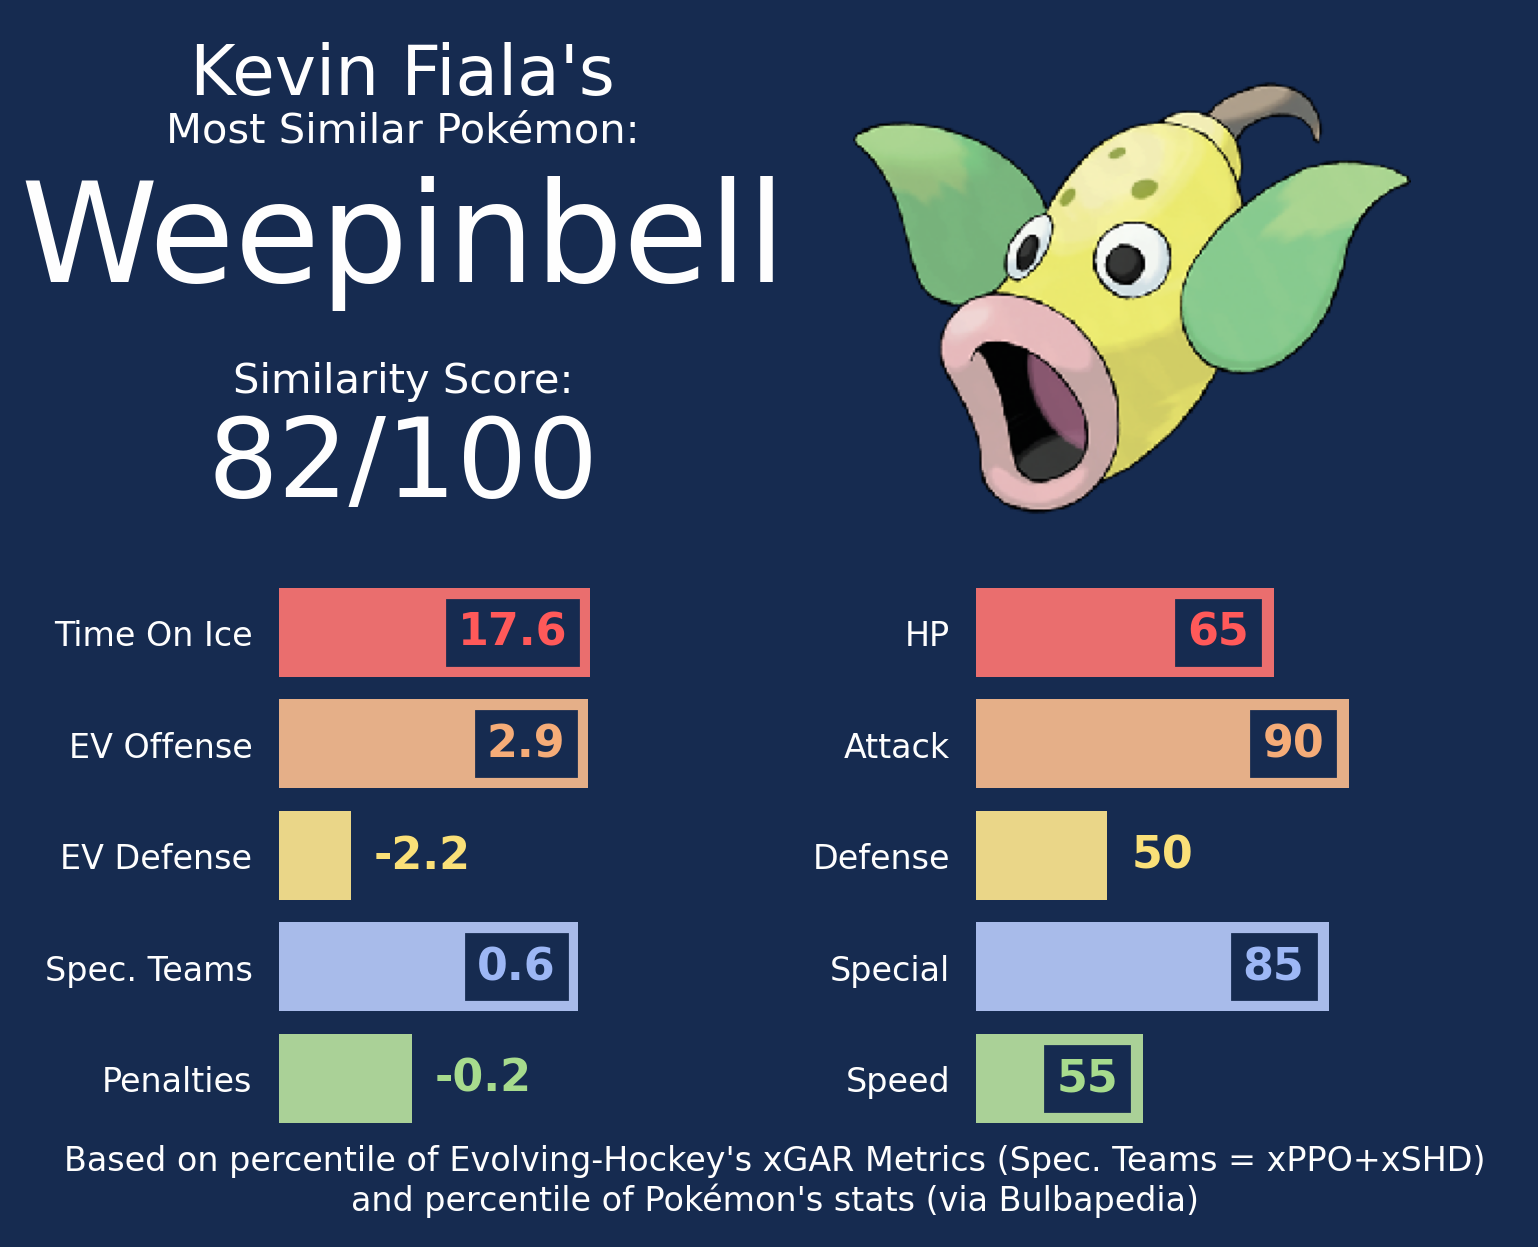 Kevin Fiala's
Most Similar Pokémon:
Weepinbell
Similarity Score:
82/100
Time On Ice 17.6
EV Offense 2.9
EV Defense -2.2
Spec. Teams 0.6
Penalties -0.2
HP 65
Attack 90
Defense 50
Special 85
Speed 55
Based on percentile of Evolving-Hockey's xGAR Metrics (Spec. Teams = xPPO+xSHD)
and percentile of Pokémon's stats (via Bulbapedia)